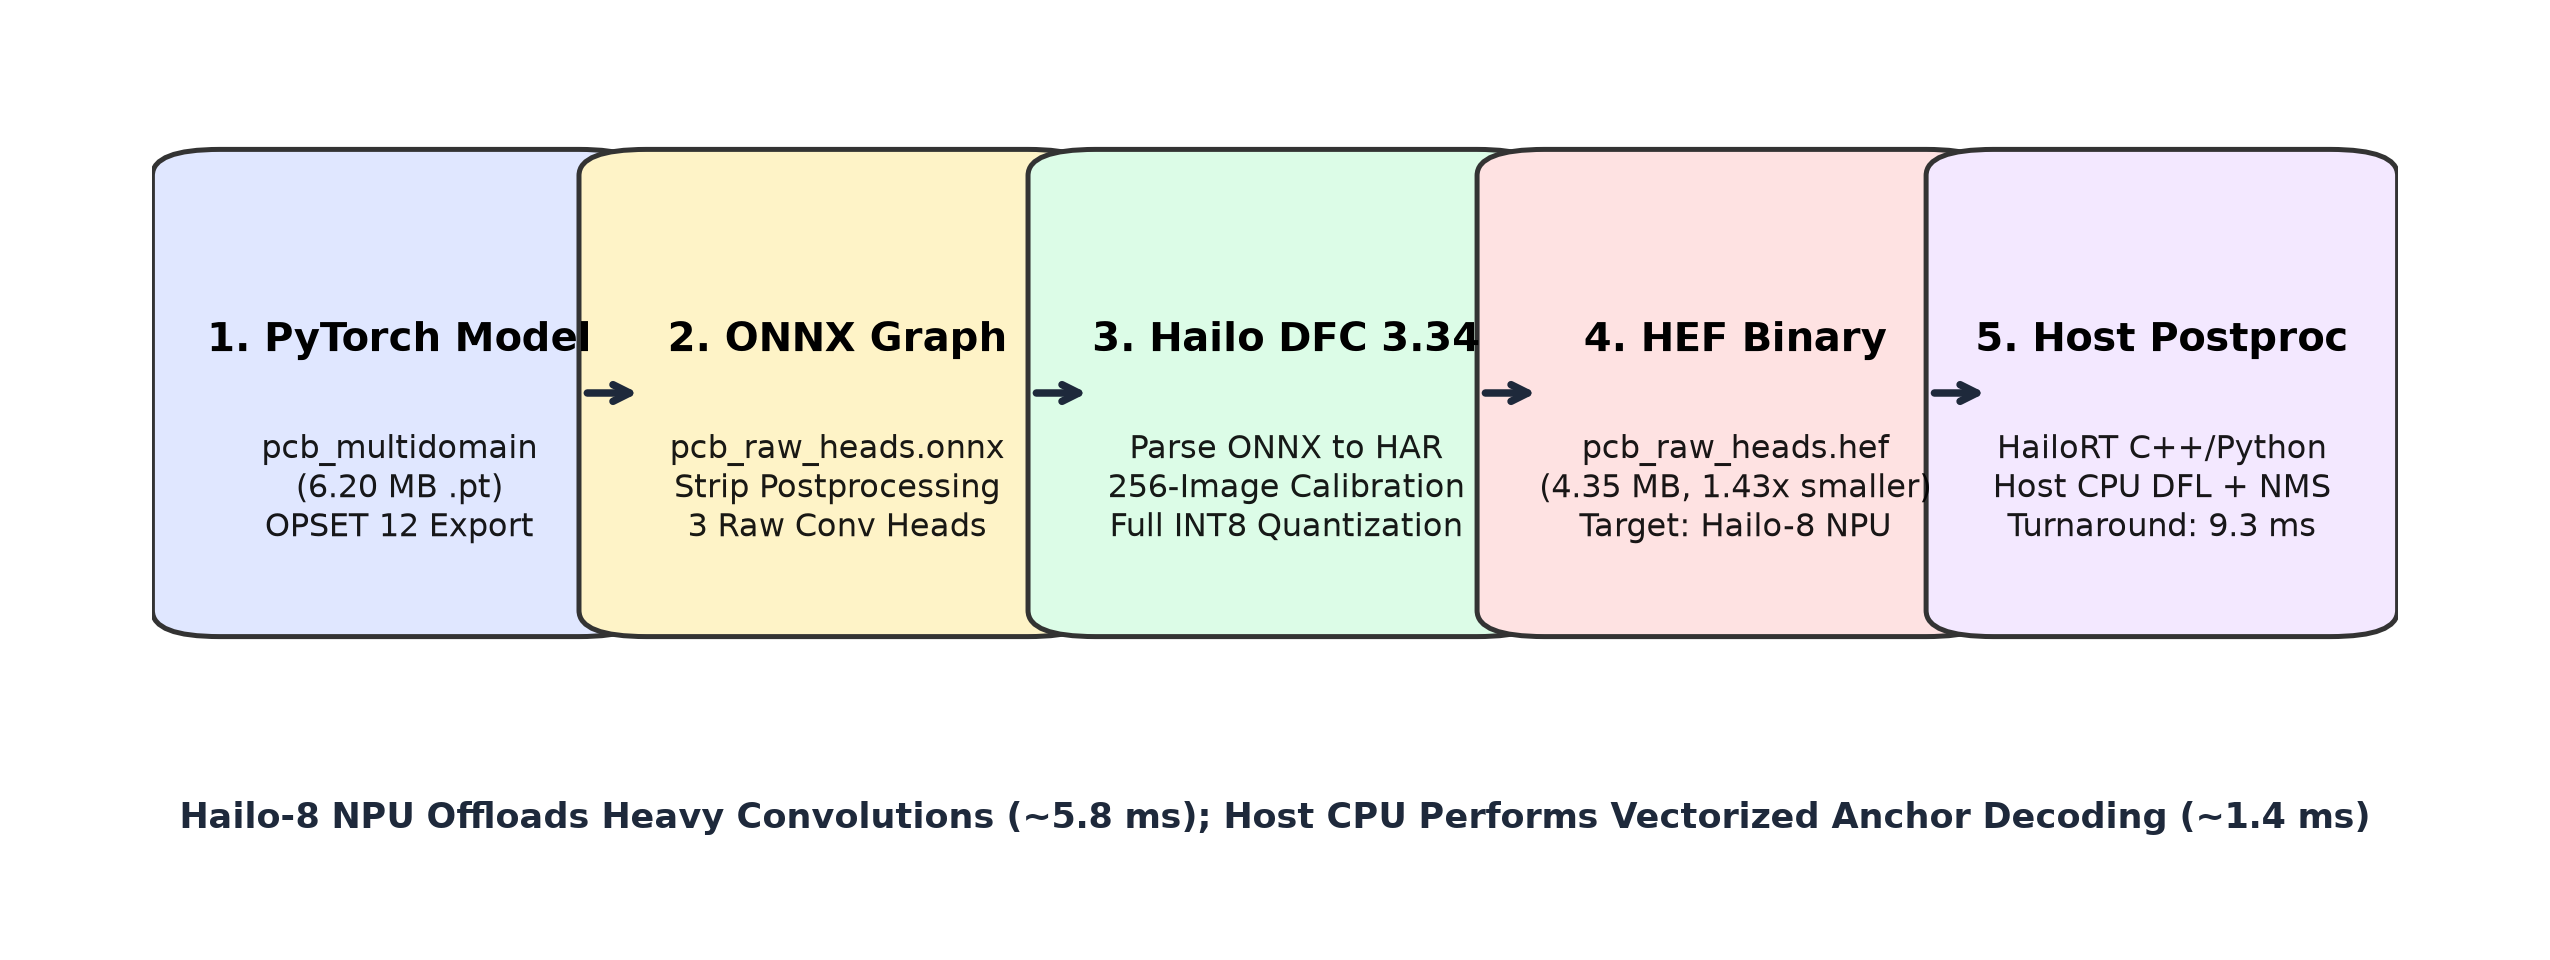 1. PyTorch Model
pcb_multidomain
(6.20 MB .pt)
OPSET 12 Export
2. ONNX Graph
pcb_raw_heads.onnx
Strip Postprocessing
3 Raw Conv Heads
3. Hailo DFC 3.34
Parse ONNX to HAR
256-Image Calibration
Full INT8 Quantization
4. HEF Binary
pcb_raw_heads.hef
(4.35 MB, 1.43x smaller)
Target: Hailo-8 NPU
5. Host Postproc
HailoRT C++/Python
Host CPU DFL + NMS
Turnaround: 9.3 ms
Hailo-8 NPU Offloads Heavy Convolutions (~5.8 ms); Host CPU Performs Vectorized Anchor Decoding (~1.4 ms)